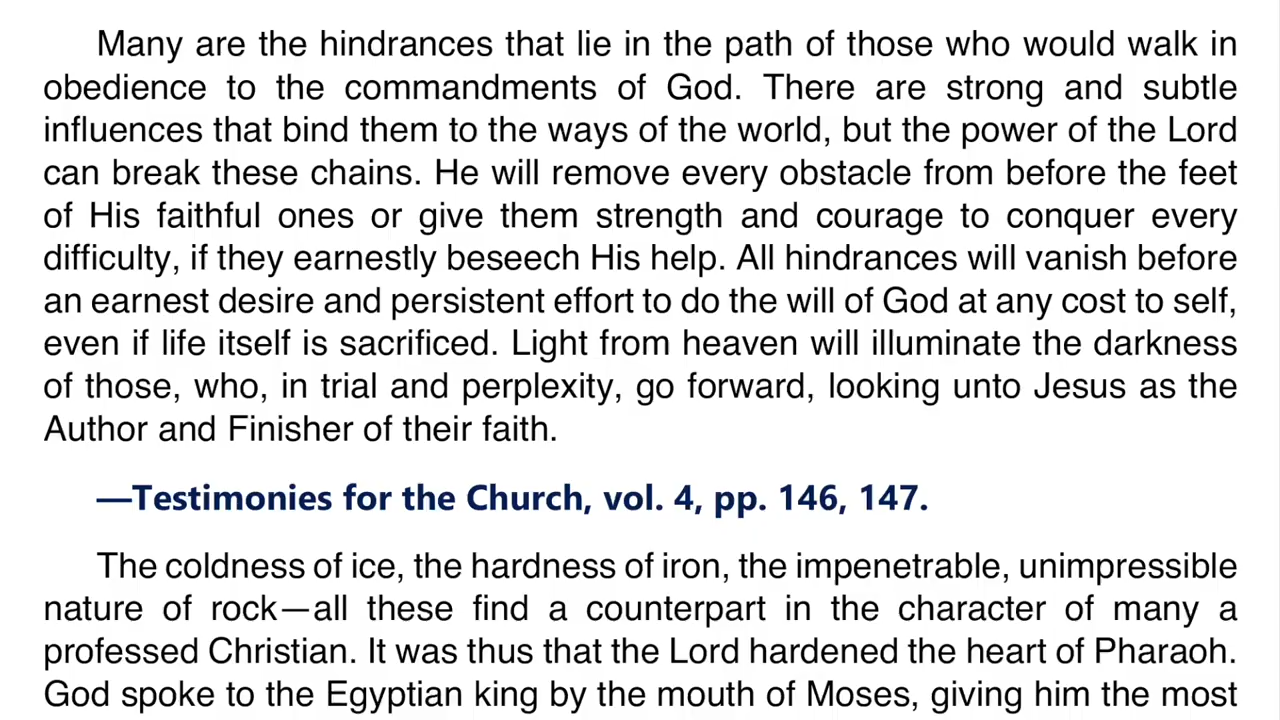 Many are the hindrances that lie in the path of those who would walk in
obedience to the commandments of God. There are strong and subtle
influences that bind them to the ways of the world, but the power of the Lord
can break these chains. He will remove every obstacle from before the feet
of His faithful ones or give them strength and courage to conquer every
difficulty, if they earnestly beseech His help. All hindrances will vanish before
an earnest desire and persistent effort to do the will of God at any cost to self,
even if life itself is sacrificed. Light from heaven will illuminate the darkness
of those, who, in trial and perplexity, go forward, looking unto Jesus as the
Author and Finisher of their faith.
—Testimonies for the Church, vol. 4, pp. 146, 147.
The coldness of ice, the hardness of iron, the impenetrable, unimpressible
nature of rock—all these find a counterpart in the character of many a
professed Christian. It was thus that the Lord hardened the heart of Pharaoh.
God spoke to the Egyptian king by the mouth of Moses, giving him the most